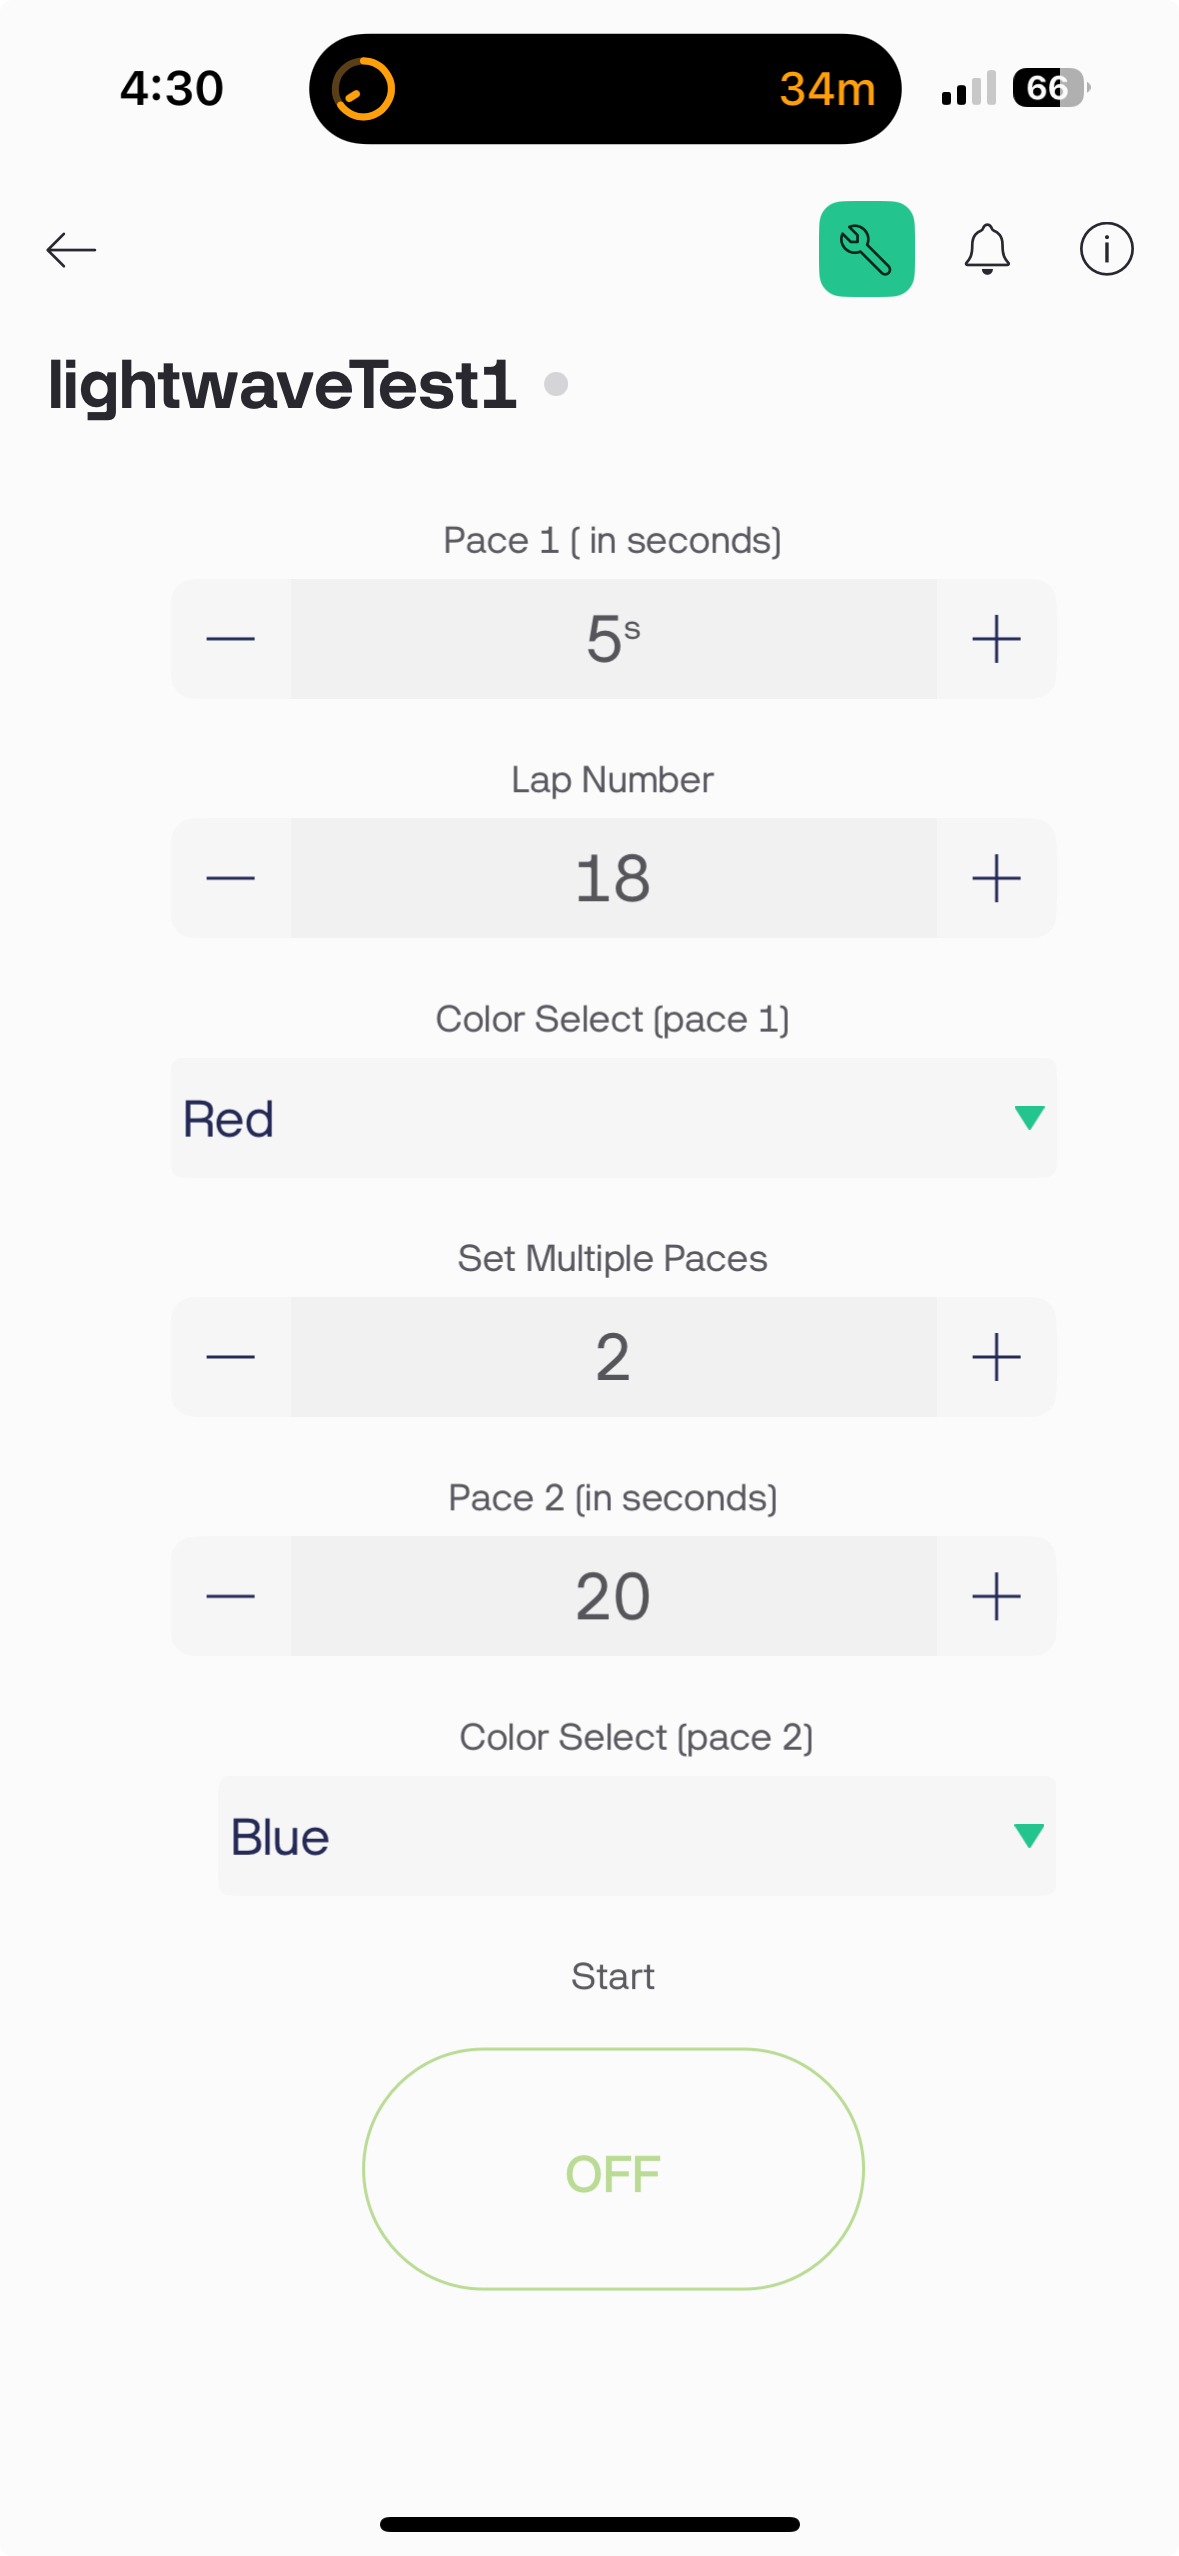 4:30
34m
66
lightwaveTest1
Pace 1 ( in seconds)
5s
Lap Number
18
Color Select (pace 1)
Red
Set Multiple Paces
2
Pace 2 (in seconds)
20
Color Select (pace 2)
Blue
Start
OFF